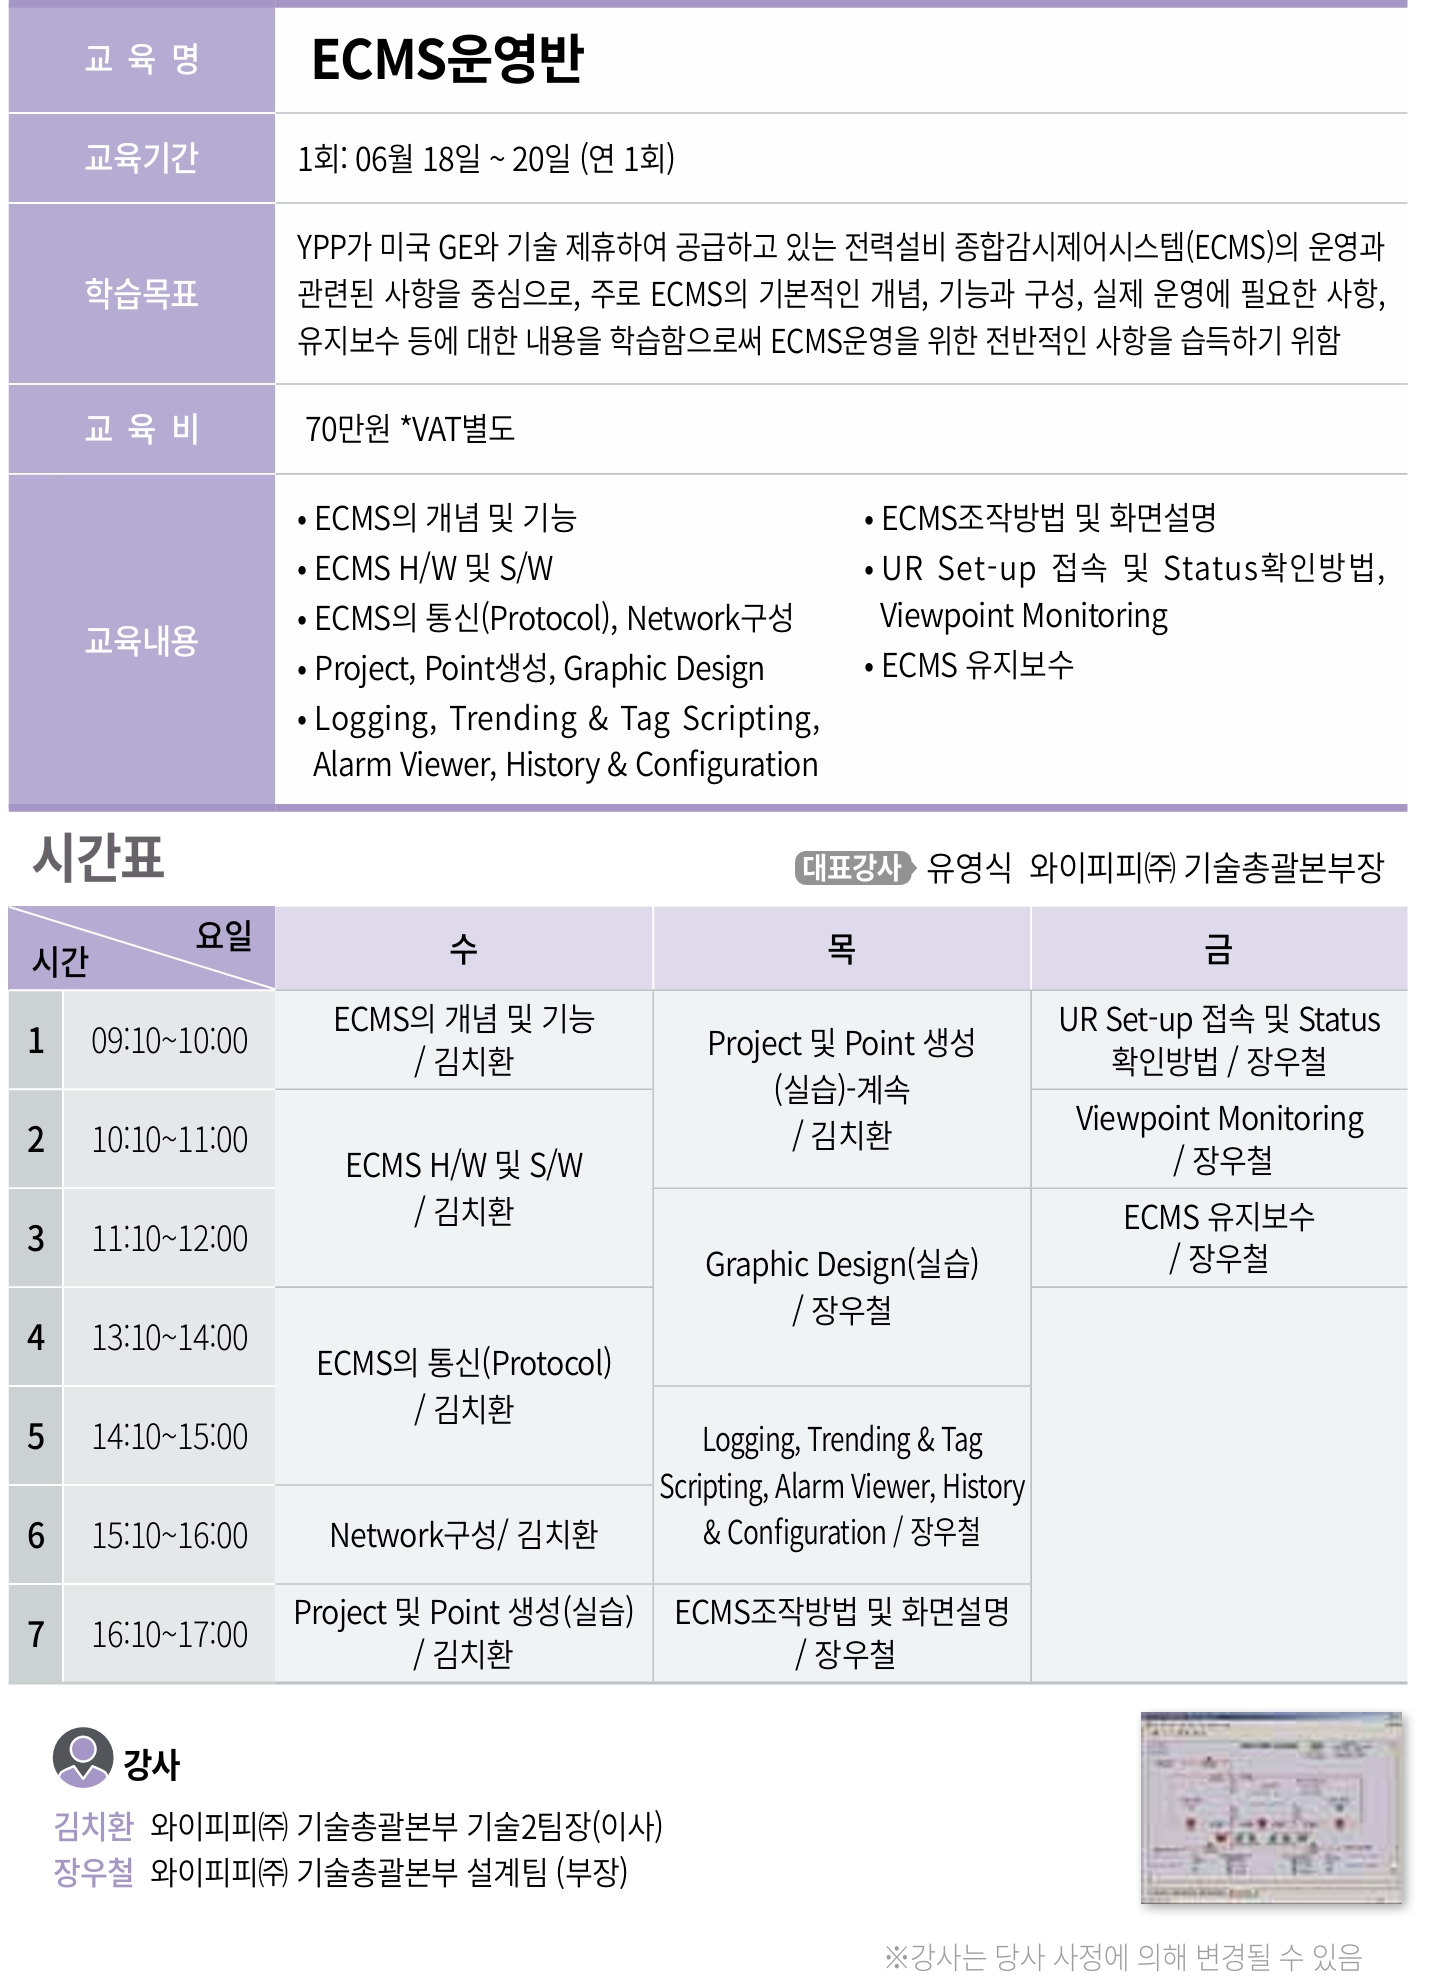 교 육 명
ECMS운영반
교육기간
1회: 06월 18일 ~ 20일 (연 1회)
학습목표
YPP가 미국 GE와 기술 제휴하여 공급하고 있는 전력설비 종합감시제어시스템(ECMS)의 운영과
관련된 사항을 중심으로, 주로 ECMS의 기본적인 개념, 기능과 구성, 실제 운영에 필요한 사항,
유지보수 등에 대한 내용을 학습함으로써 ECMS운영을 위한 전반적인 사항을 습득하기 위함
교 육 비
70만원 *VAT별도
교육내용
• ECMS의 개념 및 기능
• ECMS H/W 및 S/W
• ECMS의 통신(Protocol), Network구성
• Project, Point생성, Graphic Design
• Logging, Trending & Tag Scripting,
Alarm Viewer, History & Configuration
• ECMS조작방법 및 화면설명
• UR Set-up 접속 및 Status확인방법,
Viewpoint Monitoring
• ECMS 유지보수
시간표
대표강사 유영식 와이피피㈜ 기술총괄본부장
요일
시간
수
목
금
1
09:10~10:00
ECMS의 개념 및 기능
/ 김치환
Project 및 Point 생성
(실습)-계속
/ 김치환
UR Set-up 접속 및 Status
확인방법 / 장우철
2
10:10~11:00
ECMS H/W 및 S/W
/ 김치환
Viewpoint Monitoring
/ 장우철
3
11:10~12:00
Graphic Design(실습)
/ 장우철
ECMS 유지보수
/ 장우철
4
13:10~14:00
ECMS의 통신(Protocol)
/ 김치환
5
14:10~15:00
Logging, Trending & Tag
Scripting, Alarm Viewer, History
& Configuration / 장우철
6
15:10~16:00
Network구성/ 김치환
7
16:10~17:00
Project 및 Point 생성(실습)
/ 김치환
ECMS조작방법 및 화면설명
/ 장우철
강사
김치환 와이피피㈜ 기술총괄본부 기술2팀장(이사)
장우철 와이피피㈜ 기술총괄본부 설계팀 (부장)
※강사는 당사 사정에 의해 변경될 수 있음